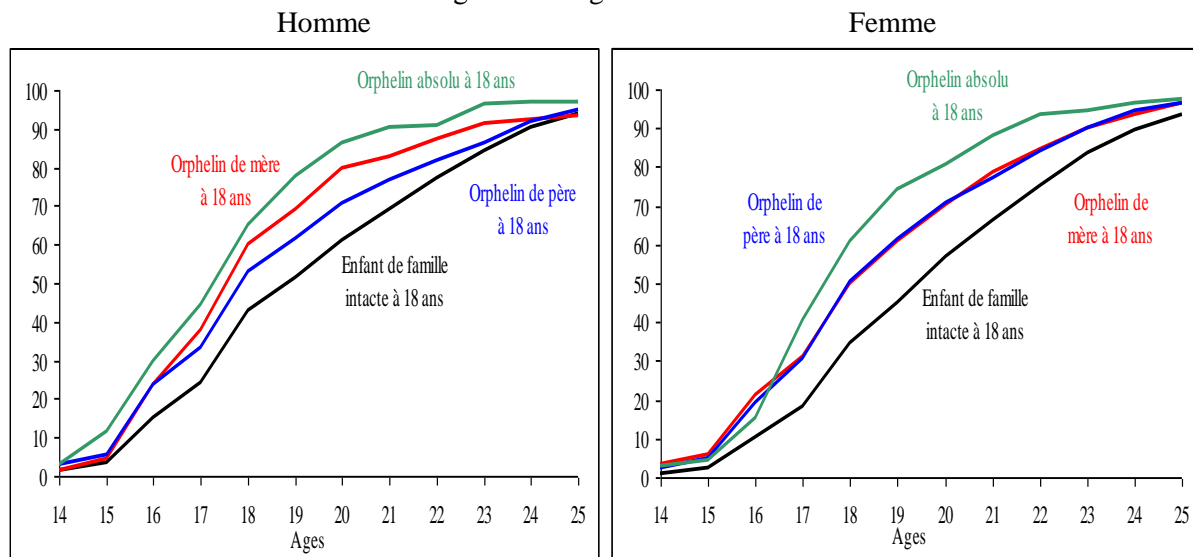 Homme
Femme
Orphelin absolu à 18 ans
Orphelin de mère
à 18 ans
Orphelin de père
à 18 ans
Enfant de famille
intacte à 18 ans
100
90
80
70
60
50
40
30
20
10
0
14 15 16 17 18 19 20 21 22 23 24 25
Ages
Orphelin absolu
à 18 ans
Orphelin de
père à 18 ans
Orphelin de
mère à 18 ans
Enfant de famille
intacte à 18 ans
100
90
80
70
60
50
40
30
20
10
0
14 15 16 17 18 19 20 21 22 23 24 25
Ages